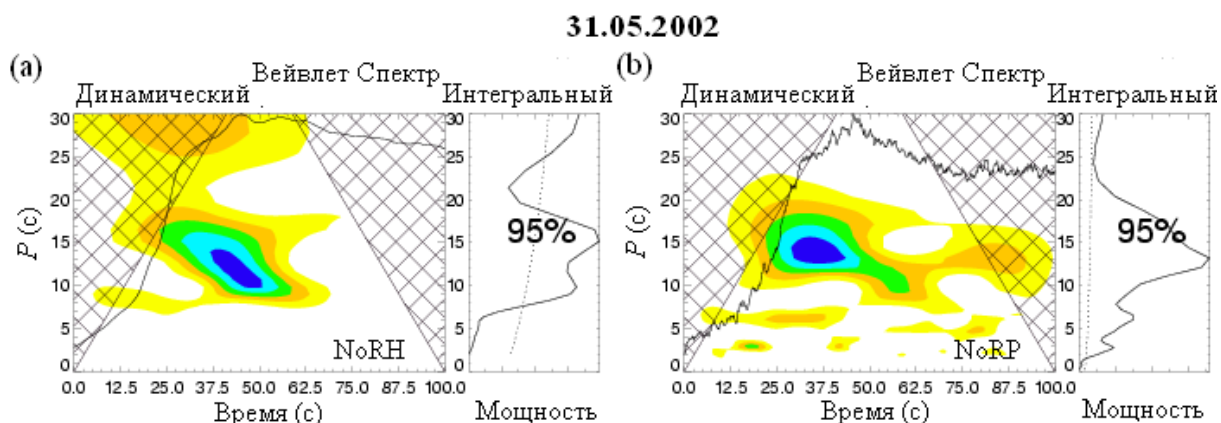 31.05.2002
(a)
Вейвлет Спектр
Динамический
Интегральный
30
25
20
15
10
5
0
P (с)
NoRH
0.0 12.5 25.0 37.5 50.0 62.5 75.0 87.5 100.0
Время (с)
30
25
20
15
10
5
0
95%
Мощность
(b)
Вейвлет Спектр
Динамический
Интегральный
30
25
20
15
10
5
0
P (с)
NoRP
0.0 12.5 25.0 37.5 50.0 62.5 75.0 87.5 100.0
Время (с)
30
25
20
15
10
5
0
95%
Мощность